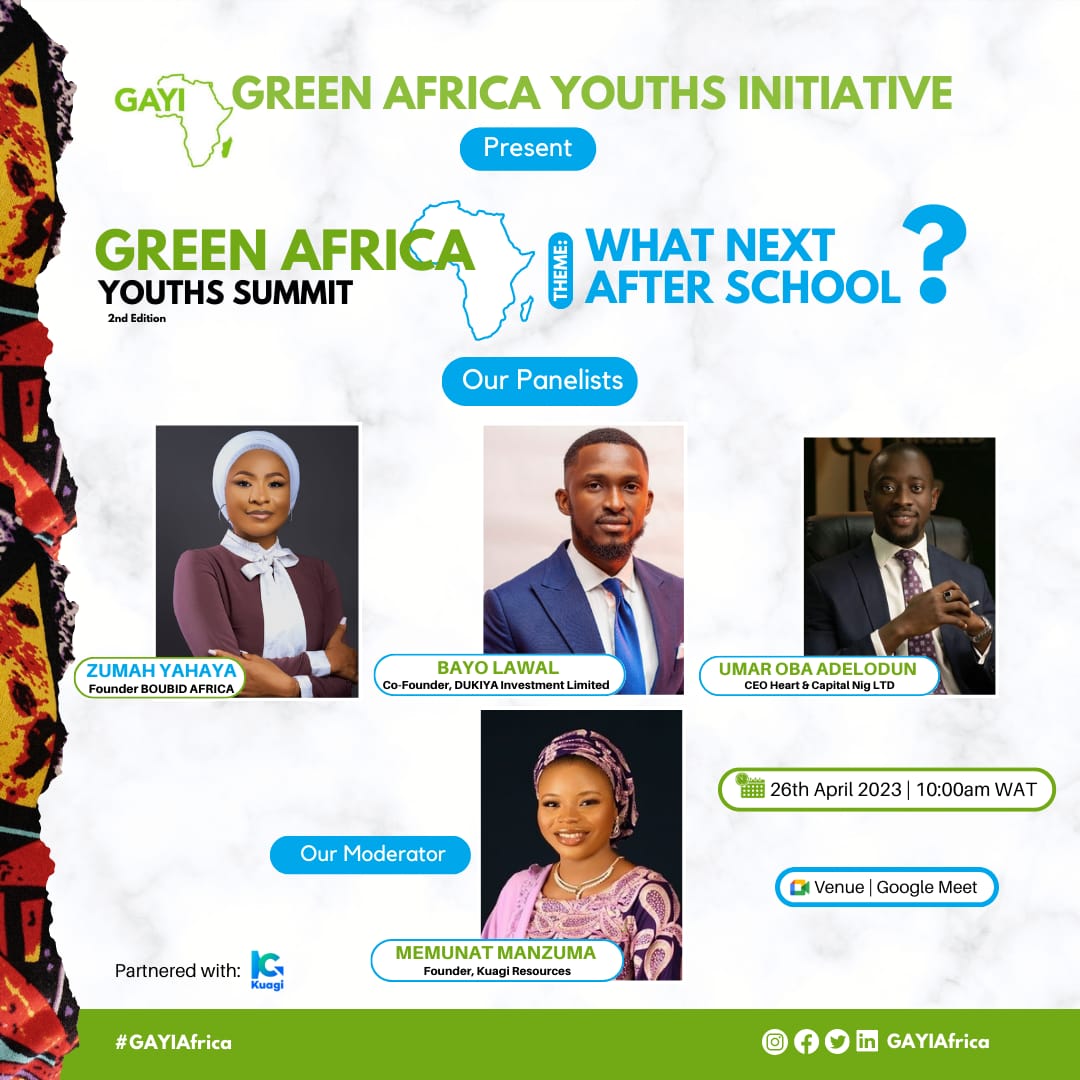 GAYI
GREEN AFRICA YOUTHS INITIATIVE
Present
GREEN AFRICA
YOUTHS SUMMIT
2nd Edition
THEME:
WHAT NEXT
AFTER SCHOOL ?
Our Panelists
ZUMAH YAHAYA
Founder BOUBID AFRICA
BAYO LAWAL
Co-Founder, DUKIYA Investment Limited
UMAR OBA ADELODUN
CEO Heart & Capital Nig LTD
26th April 2023 | 10:00am WAT
Our Moderator
Venue | Google Meet
MEMUNAT MANZUMA
Founder, Kuagi Resources
Partnered with:
Kuagi
#GAYIAfrica
GAYIAfrica